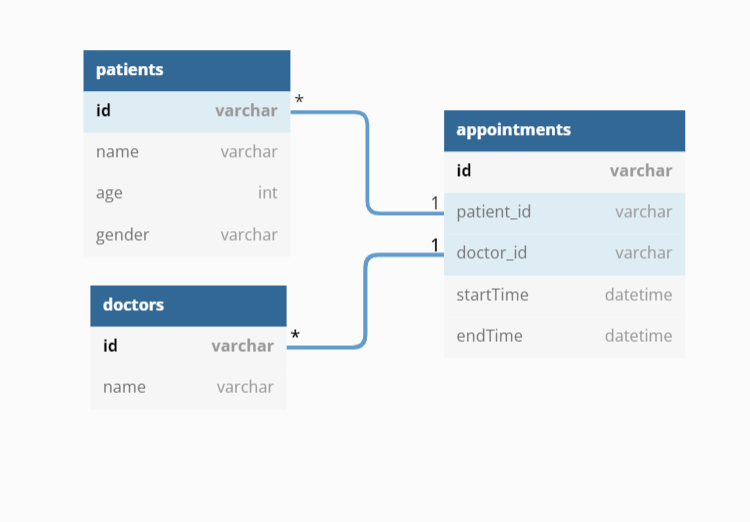 patients
id varchar *
name varchar
age int
gender varchar
doctors
id varchar *
name varchar
appointments
id varchar
1 patient_id varchar
1 doctor_id varchar
startTime datetime
endTime datetime